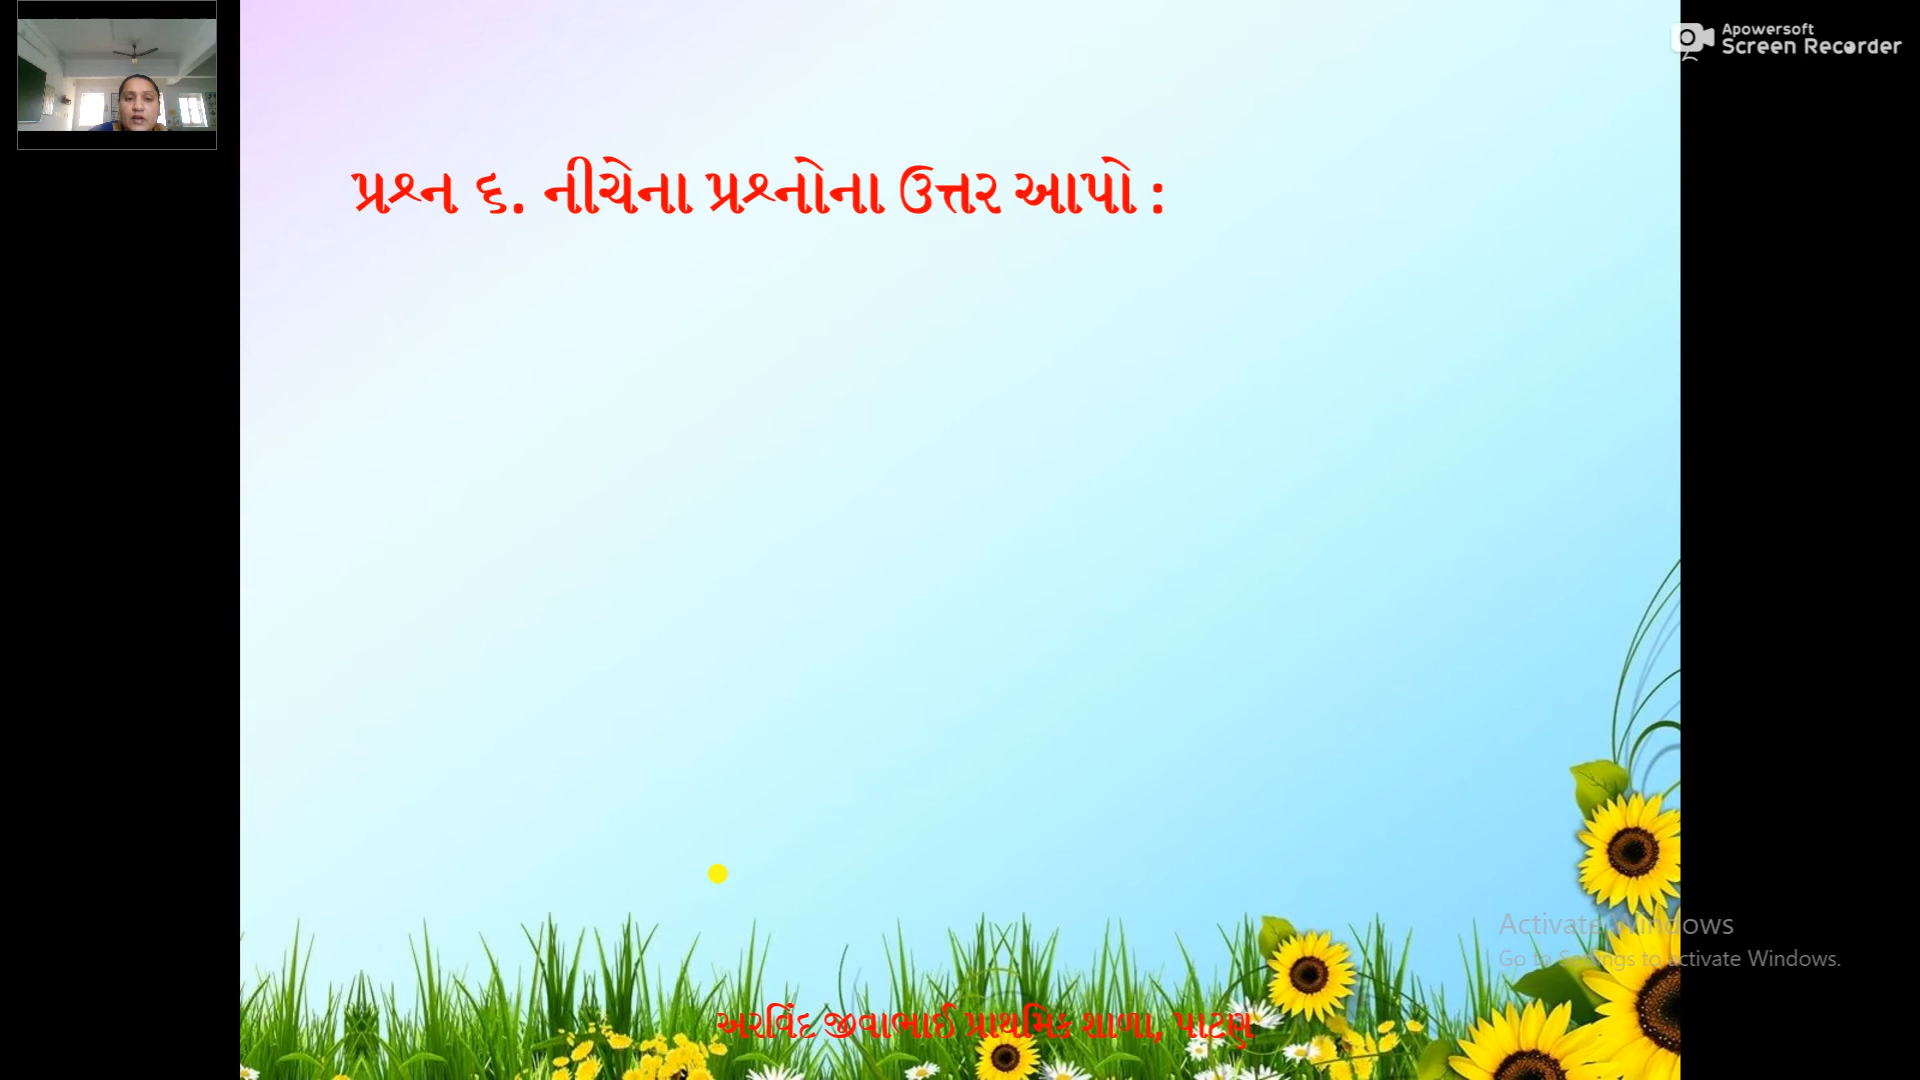 Apowersoft
Screen Recorder
પ્રશ્ન ૬. નીચેના પ્રશ્નોના ઉત્તર આપો :
Activate Windows
Go to Settings to activate Windows.
અરવિંદ જીવાભાઈ પ્રાથમિક શાળા, પાટણ